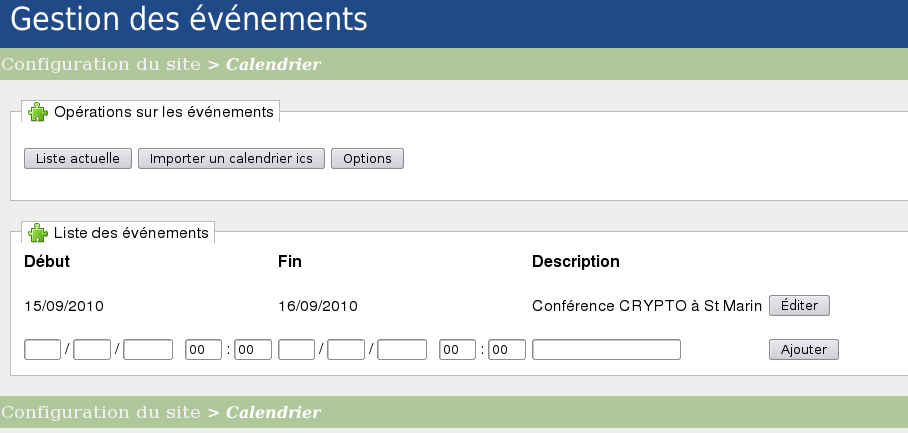 Gestion des événements
Configuration du site > Calendrier
Opérations sur les événements
Liste actuelle Importer un calendrier ics Options
Liste des événements
Début Fin Description
15/09/2010 16/09/2010 Conférence CRYPTO à St Marin Éditer
/ / 00 : 00 / / 00 : 00 Ajouter
Configuration du site > Calendrier